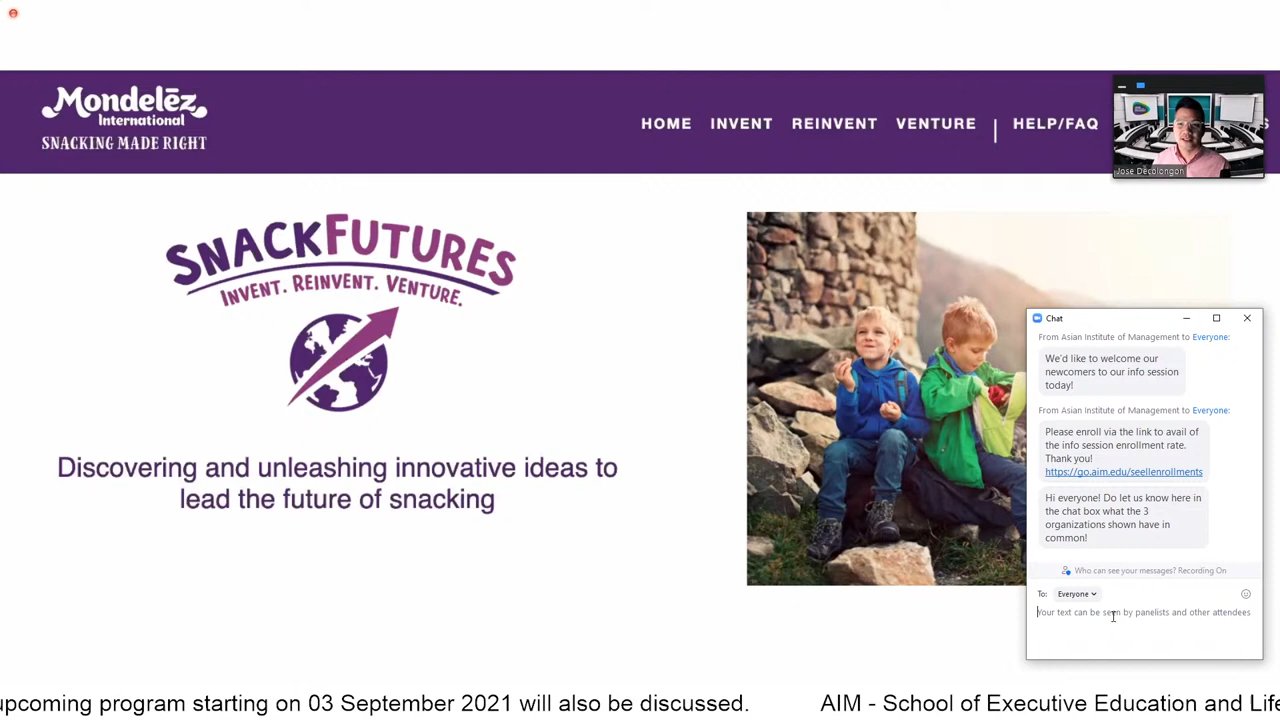 Mondelēz
International
SNACKING MADE RIGHT
HOME INVENT REINVENT VENTURE | HELP/FAQ
Jose Decolongon
SNACKFUTURES
INVENT. REINVENT. VENTURE.
Discovering and unleashing innovative ideas to
lead the future of snacking
Chat
From Asian Institute of Management to Everyone:
We'd like to welcome our
newcomers to our info session
today!
From Asian Institute of Management to Everyone:
Please enroll via the link to avail of
the info session enrollment rate.
Thank you!
https://go.aim.edu/seellenrollments
Hi everyone! Do let us know here in
the chat box what the 3
organizations shown have in
common!
Who can see your messages? Recording On
To: Everyone
Your text can be seen by panelists and other attendees
upcoming program starting on 03 September 2021 will also be discussed. AIM - School of Executive Education and Life